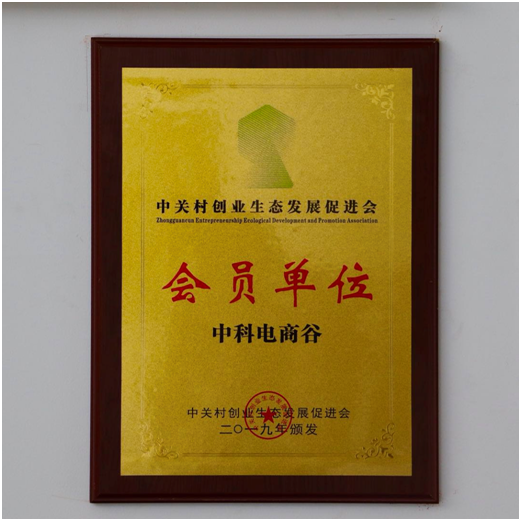 中关村创业生态发展促进会
Zhongguancun Entrepreneurship Ecological Development and Promotion Association
会员单位
中科电商谷
中关村创业生态发展促进会
二〇一九年颁发